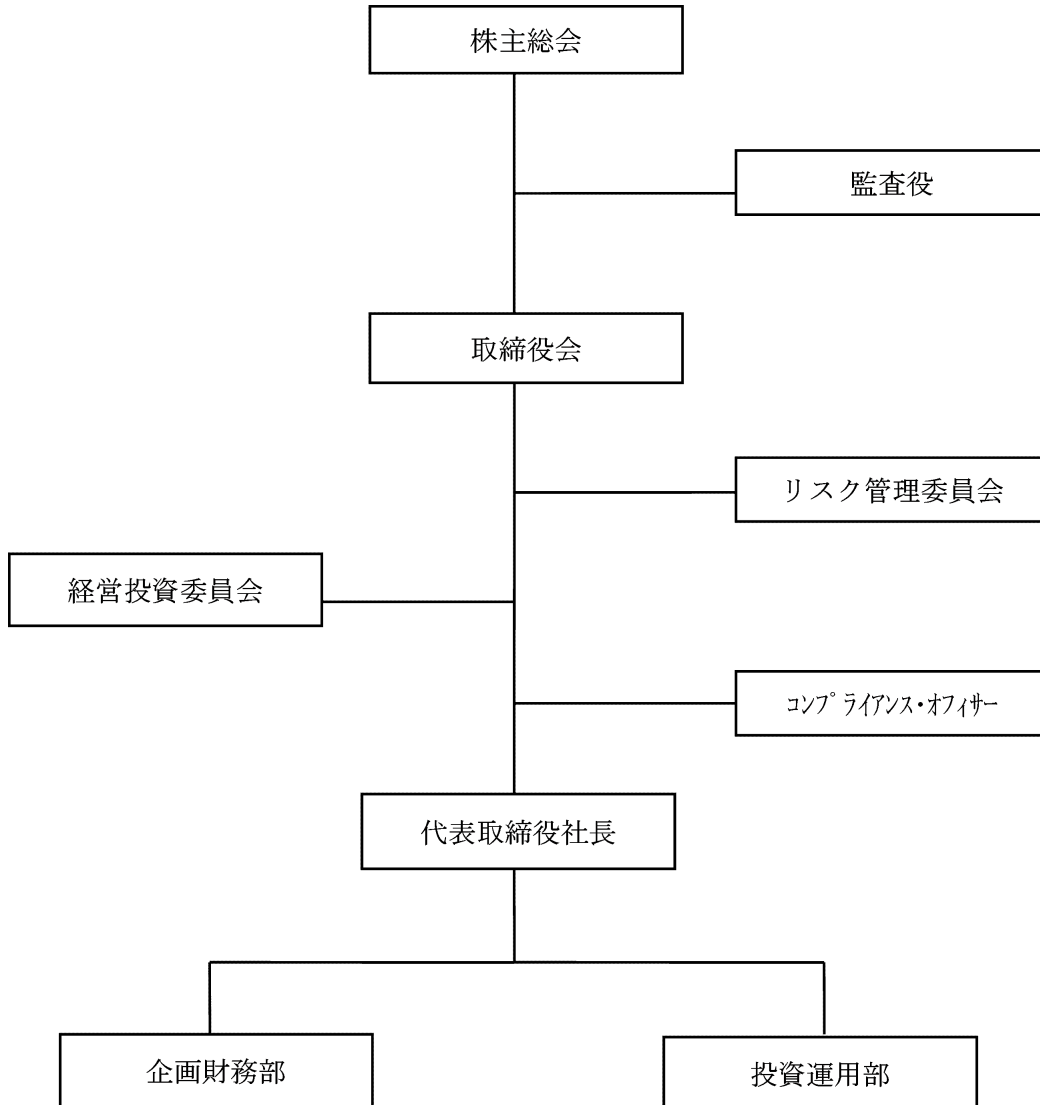 株主総会
監査役
取締役会
リスク管理委員会
経営投資委員会
コンプライアンス・オフィサー
代表取締役社長
企画財務部
投資運用部